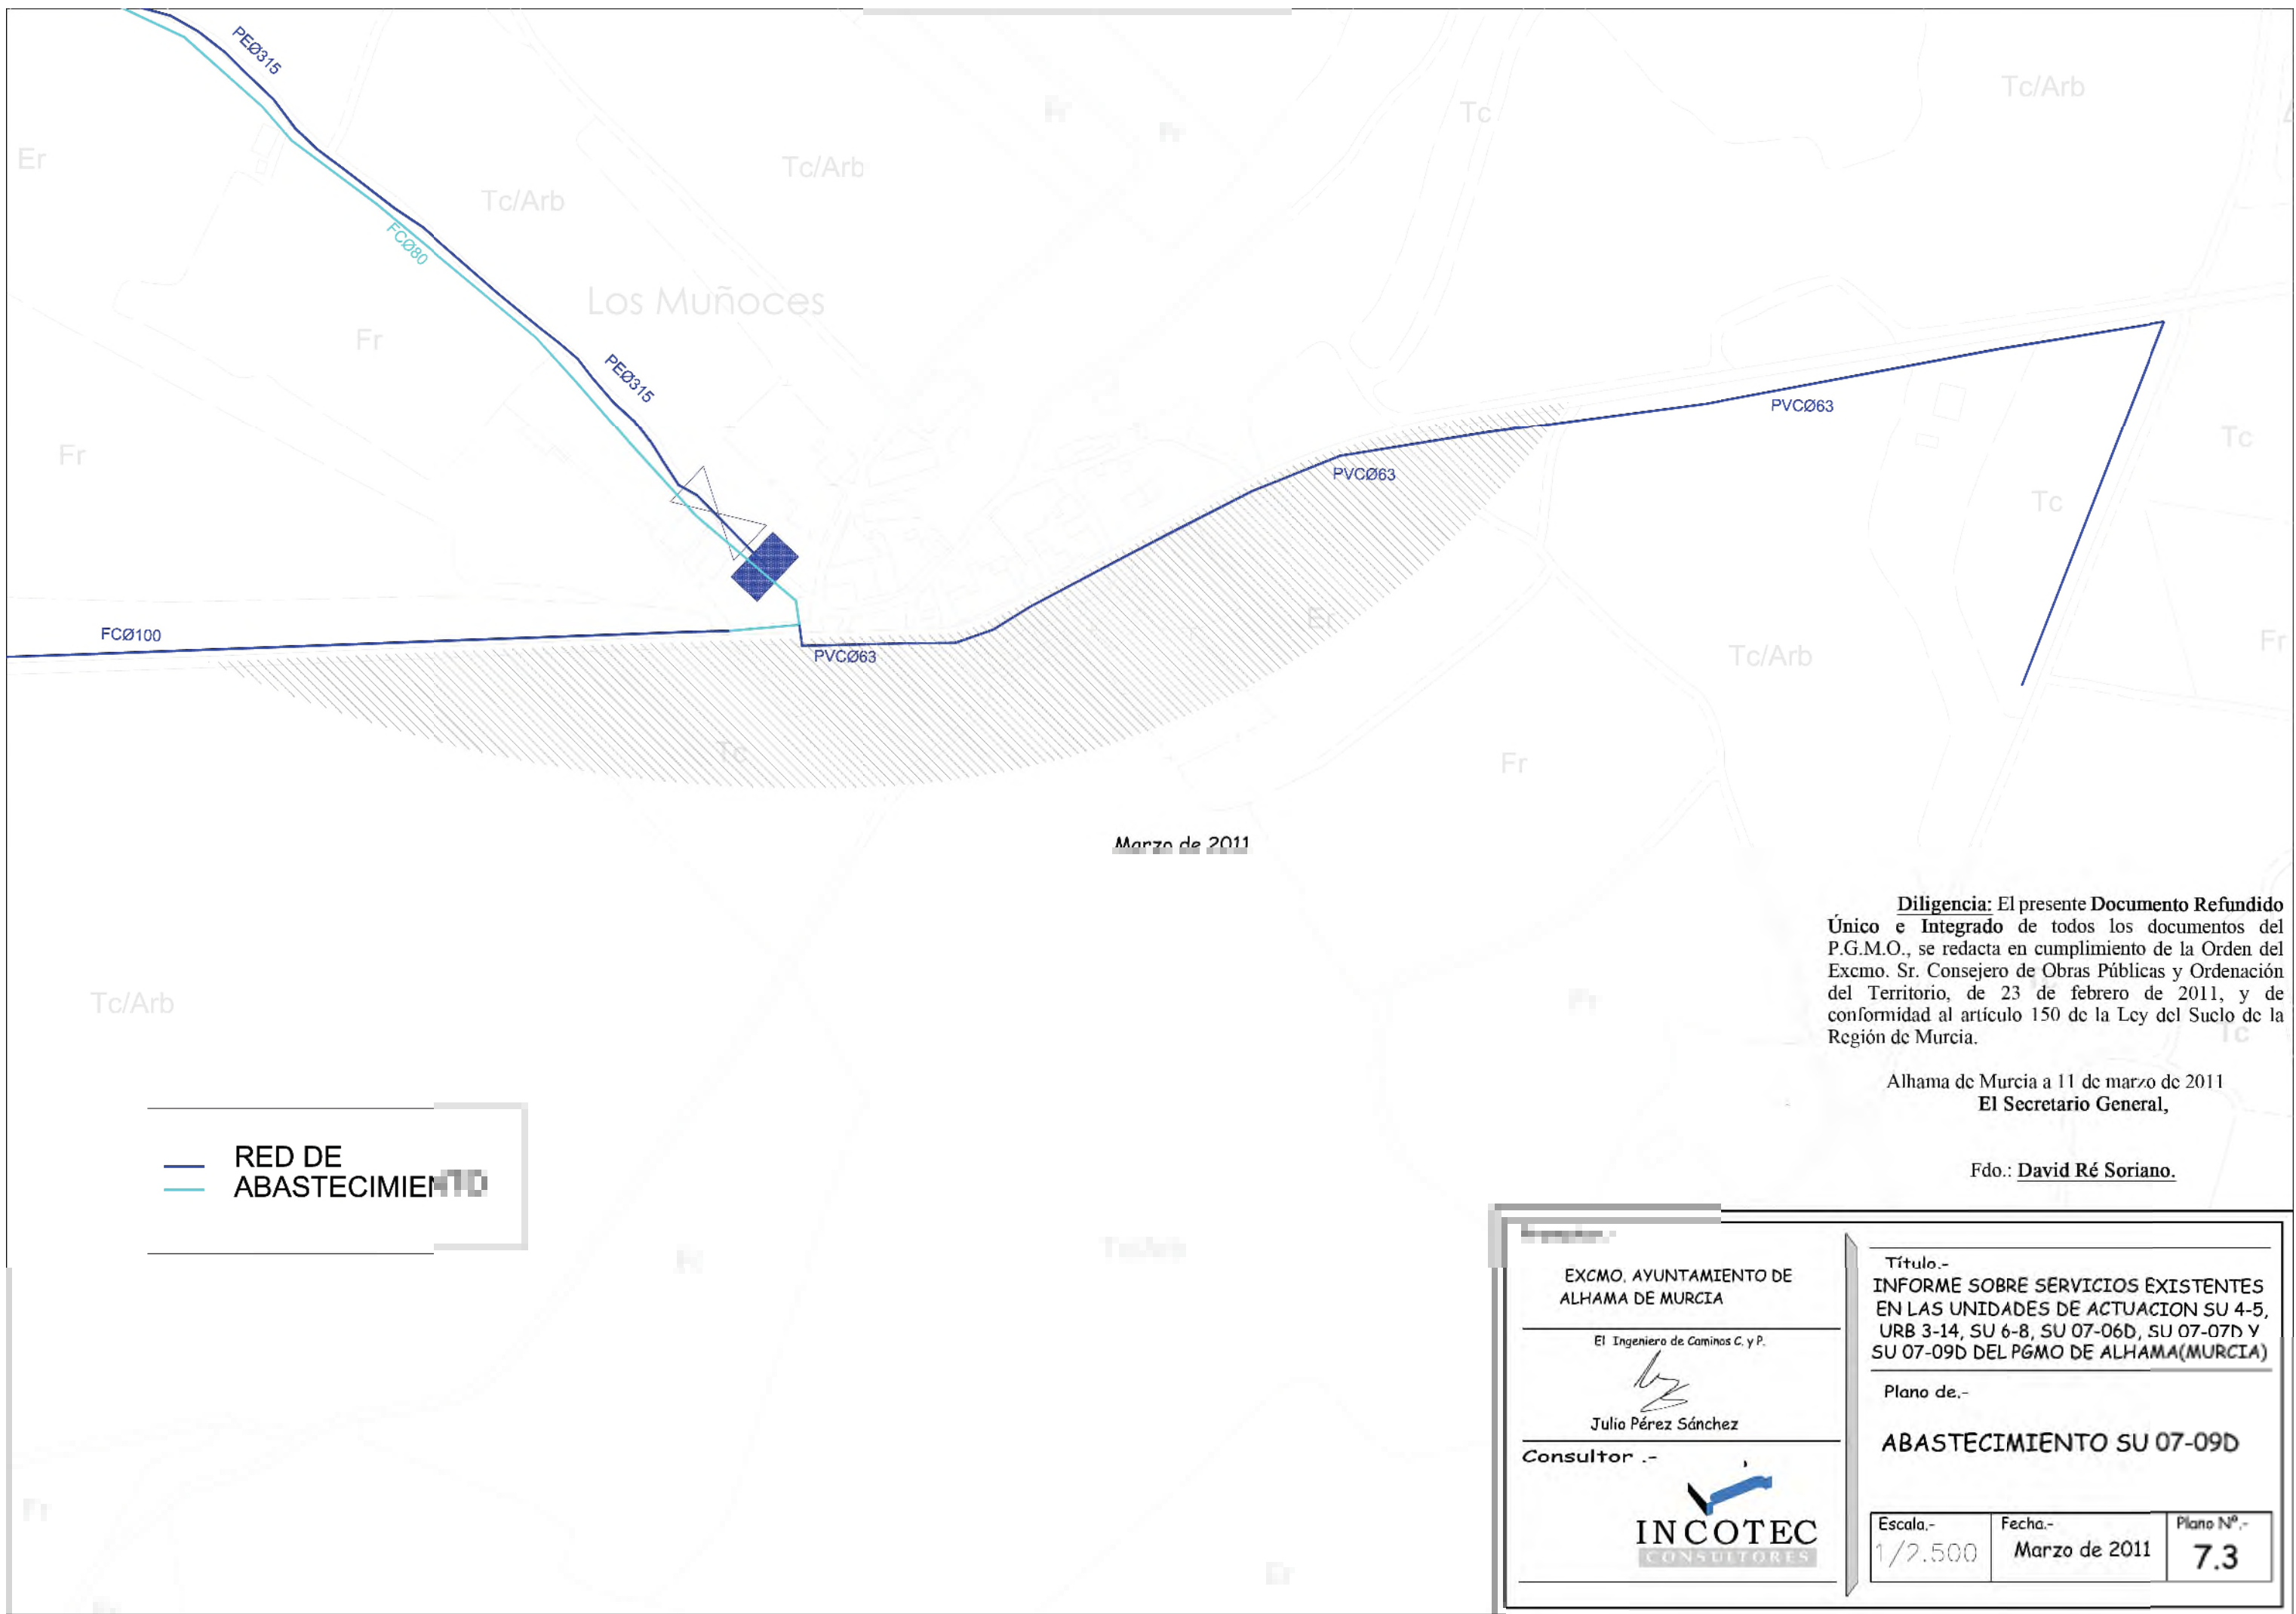 PEØ315
Tc/Arb
Tc
Er
Tc/Arb
Tc/Arb
FCØ80
Los Muñoces
Fr
PEØ315
PVCØ63
Fr
PVCØ63
Tc
Tc
Er
FCØ100
PVCØ63
Tc/Arb
Fr
Tc
Fr
Marzo de 2011
Diligencia: El presente Documento Refundido
Único e Integrado de todos los documentos del
P.G.M.O., se redacta en cumplimiento de la Orden del
Excmo. Sr. Consejero de Obras Públicas y Ordenación
del Territorio, de 23 de febrero de 2011, y de
conformidad al artículo 150 de la Ley del Suelo de la
Región de Murcia.
Tc/Arb
Tc
Alhama de Murcia a 11 de marzo de 2011
El Secretario General,
Fdo.: David Ré Soriano.
RED DE
ABASTECIMIENTO
EXCMO. AYUNTAMIENTO DE
ALHAMA DE MURCIA
El Ingeniero de Caminos C. y P.
Julio Pérez Sánchez
Consultor .-
INCOTEC
CONSULTORES
Título.-
INFORME SOBRE SERVICIOS EXISTENTES
EN LAS UNIDADES DE ACTUACION SU 4-5,
URB 3-14, SU 6-8, SU 07-06D, SU 07-07D Y
SU 07-09D DEL PGMO DE ALHAMA(MURCIA)
Plano de.-
ABASTECIMIENTO SU 07-09D
Escala.-
1/2.500
Fecha.-
Marzo de 2011
Plano Nº.-
7.3